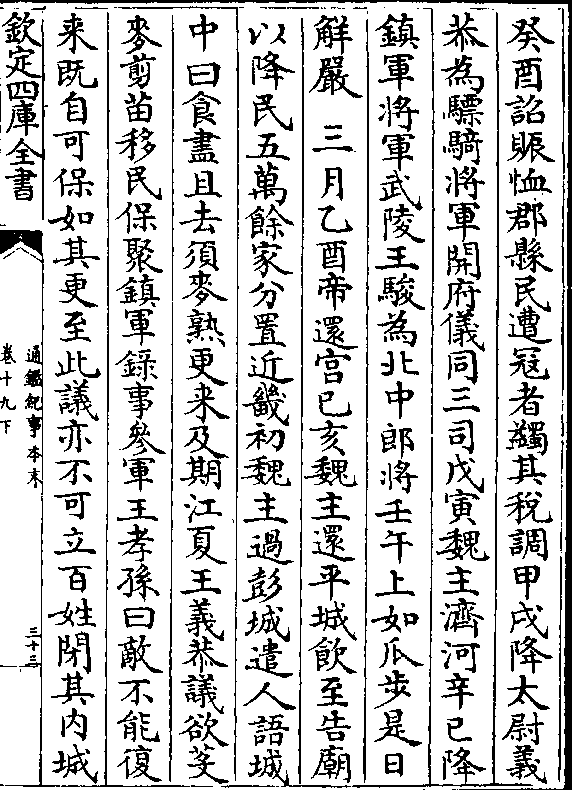 癸酉詔賑恤郡縣民遭冦者蠲其稅調甲戌降太尉義
恭為驃騎將軍開府儀同三司戊寅魏主濟河辛巳降
鎮軍將軍武陵王駿為北中郎將壬午上如瓜步是日
解嚴　三月乙酉帝還宫己亥魏主還平城飲至告廟
以降民五萬餘家分置近畿初魏主過彭城遣人語城
中曰食盡且去須麥熟更来及期江夏王義恭議欲芟
麥剪苗移民保聚鎮軍錄事參軍王孝孫曰敵不能復
来既自可保如其更至此議亦不可立百姓閉其内城
欽定四庫全書
通鑑紀事本末
卷十九下
三十三